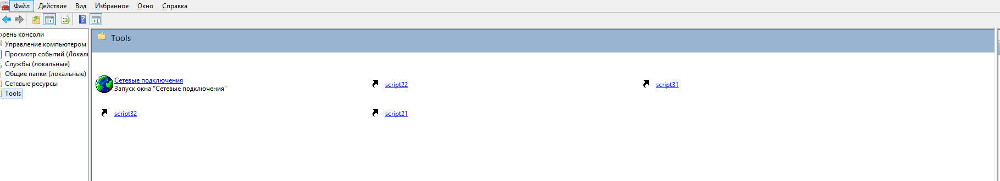 Файл Действие Вид Избранное Окно Справка
орень консоли
Управление компьютером
Просмотр событий (Локал
Службы (локальные)
Общие папки (локальные)
Сетевые ресурсы
Tools
Tools
Сетевые подключения
Запуск окна "Сетевые подключения"
script22
script31
script32
script21